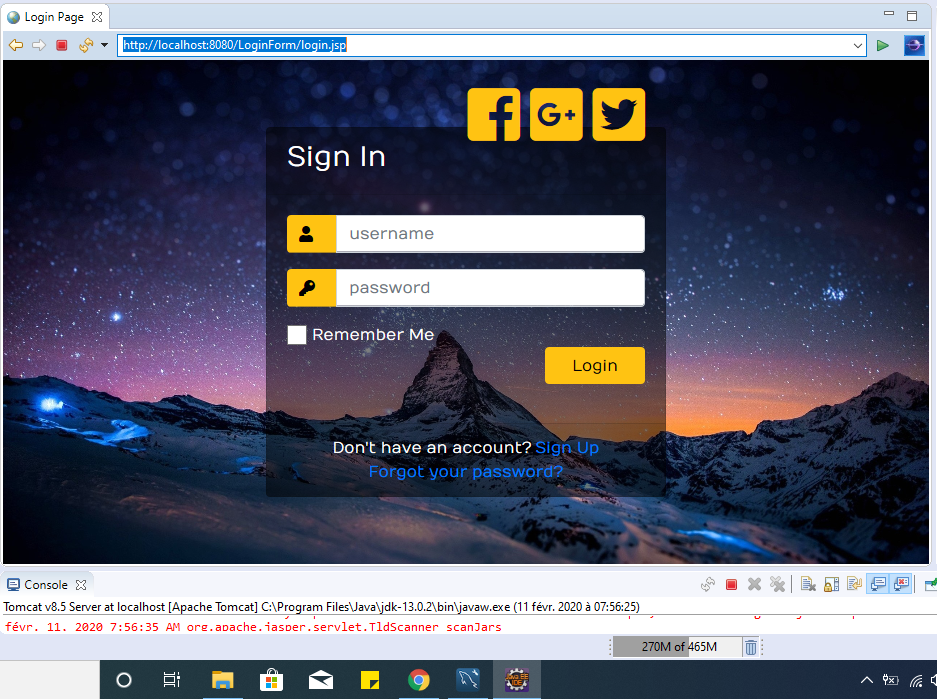 Login Page
http://localhost:8080/LoginForm/login.jsp
Sign In
username
password
Remember Me
Login
Don't have an account? Sign Up
Forgot your password?
Console
Tomcat v8.5 Server at localhost [Apache Tomcat] C:\Program Files\Java\jdk-13.0.2\bin\javaw.exe (11 févr. 2020 à 07:56:25)
févr. 11, 2020 7:56:35 AM org.apache.jasper.servlet.TldScanner scanJars
270M of 465M
Java EE
IDE